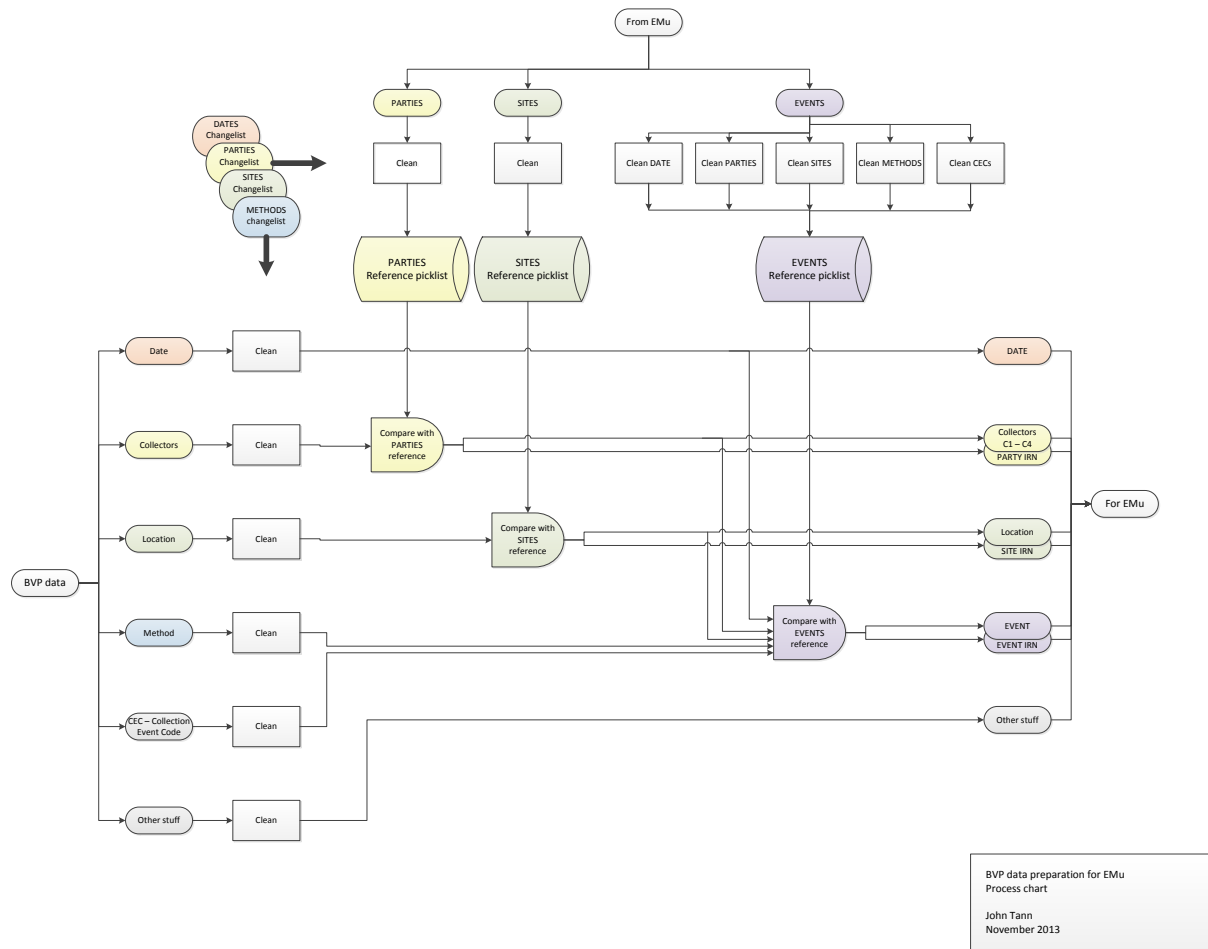 From EMu
PARTIES
SITES
EVENTS
DATES
Changelist
PARTIES
Changelist
SITES
Changelist
METHODS
changelist
Clean
Clean
Clean DATE
Clean PARTIES
Clean SITES
Clean METHODS
Clean CECs
PARTIES
Reference picklist
SITES
Reference picklist
EVENTS
Reference picklist
Date
Clean
DATE
Collectors
Clean
Compare with
PARTIES
reference
Collectors
C1 – C4
PARTY IRN
For EMu
Location
Clean
Compare with
SITES
reference
Location
SITE IRN
BVP data
Method
Clean
Compare with
EVENTS
reference
EVENT
EVENT IRN
CEC – Collection
Event Code
Clean
Other stuff
Other stuff
Clean
BVP data preparation for EMu
Process chart
John Tann
November 2013